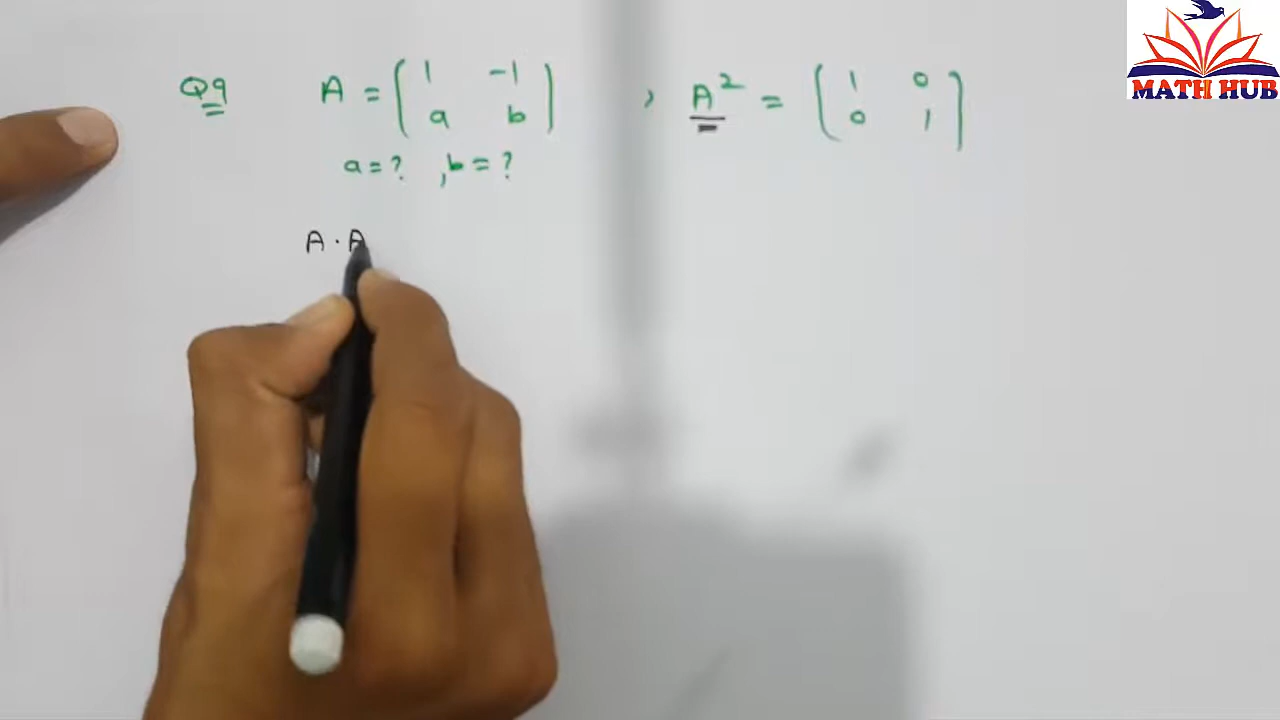 Q9 A = ( 1 -1 a b ) , A² = [ 1 0 0 1 ]
a = ? , b = ?
A · A
MATH HUB